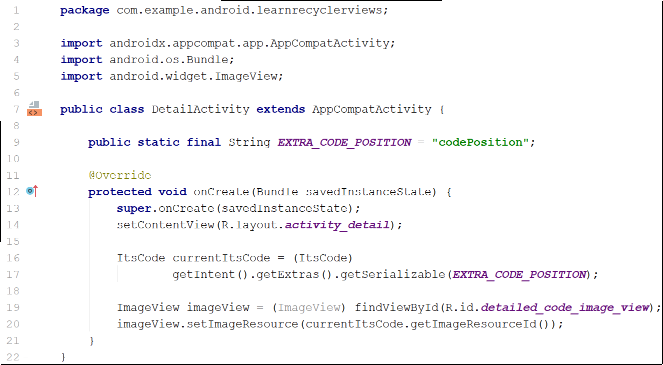 1 package com.example.android.learnrecyclerviews;
2
3 import androidx.appcompat.app.AppCompatActivity;
4 import android.os.Bundle;
5 import android.widget.ImageView;
6
7 public class DetailActivity extends AppCompatActivity {
8
9 public static final String EXTRA_CODE_POSITION = "codePosition";
10
11 @Override
12 protected void onCreate(Bundle savedInstanceState) {
13 super.onCreate(savedInstanceState);
14 setContentView(R.layout.activity_detail);
15
16 ItsCode currentItsCode = (ItsCode)
17 getIntent().getExtras().getSerializable(EXTRA_CODE_POSITION);
18
19 ImageView imageView = (ImageView) findViewById(R.id.detailed_code_image_view);
20 imageView.setImageResource(currentItsCode.getImageResourceId());
21 }
22 }